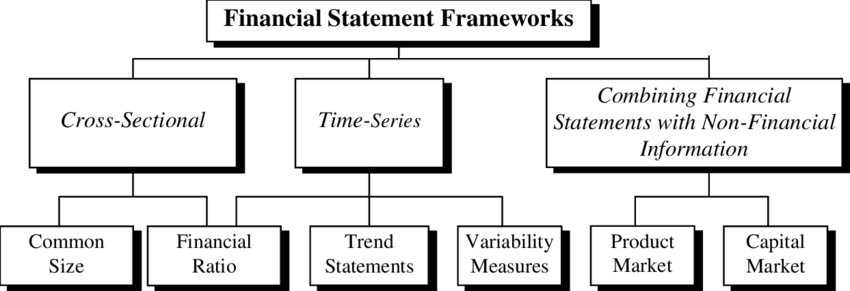 Financial Statement Frameworks
Cross-Sectional
Time-Series
Combining Financial
Statements with Non-Financial
Information
Common
Size
Financial
Ratio
Trend
Statements
Variability
Measures
Product
Market
Capital
Market